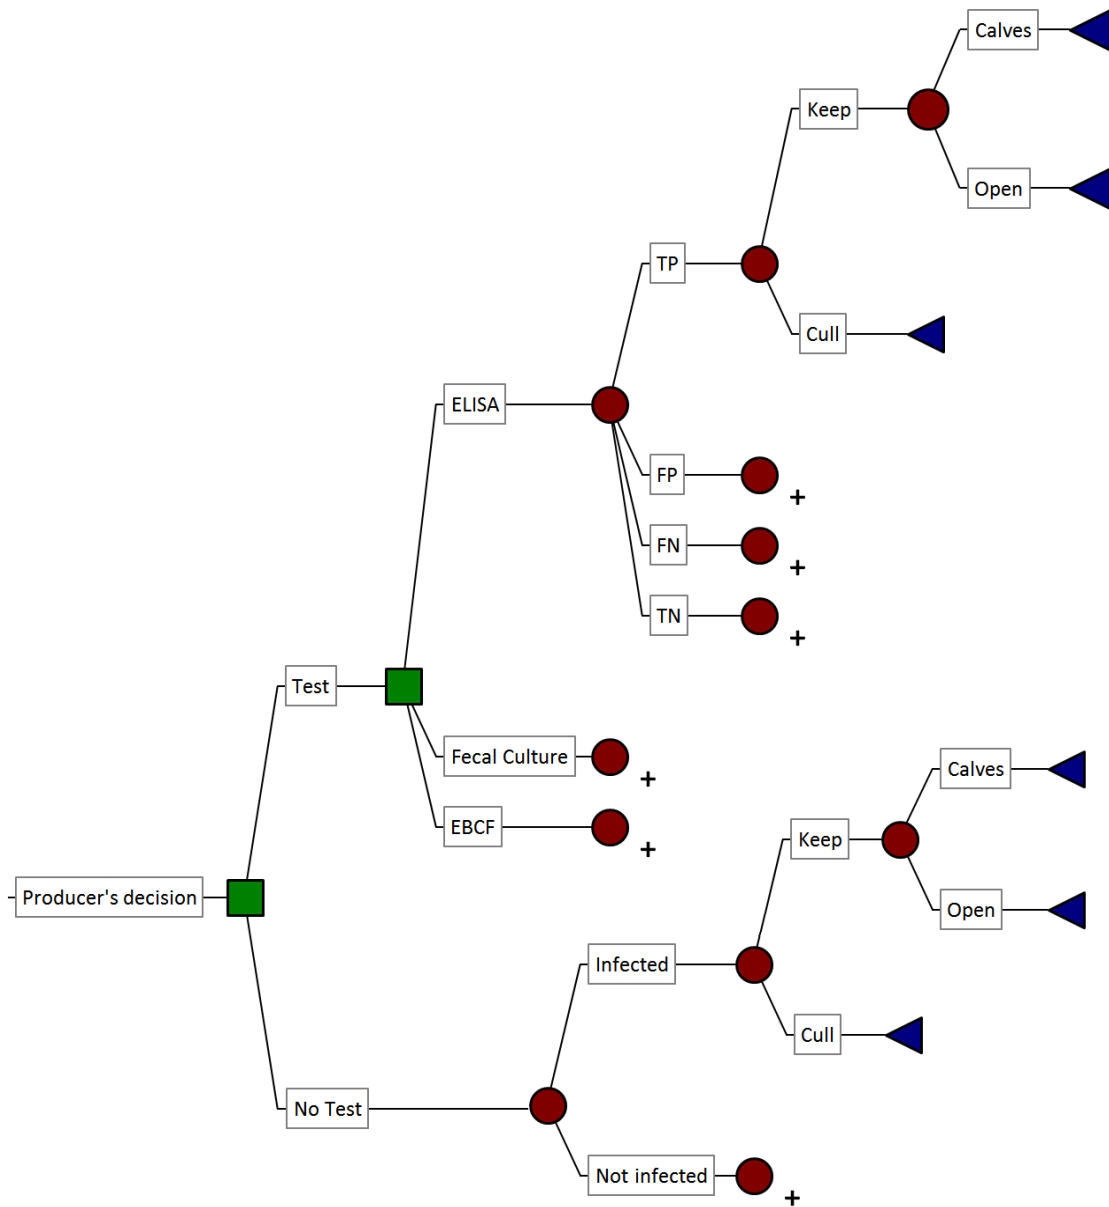 Calves
Keep
Open
TP
Cull
ELISA
FP
+
FN
+
TN
+
Test
Fecal Culture
+
EBCF
+
Calves
Keep
Producer's decision
Open
Infected
Cull
No Test
Not infected
+